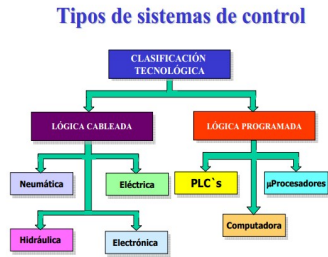 Tipos de sistemas de control
CLASIFICACIÓN
TECNOLÓGICA
LÓGICA CABLEADA
LÓGICA PROGRAMADA
Neumática
Eléctrica
PLC`s
µProcesadores
Computadora
Hidráulica
Electrónica